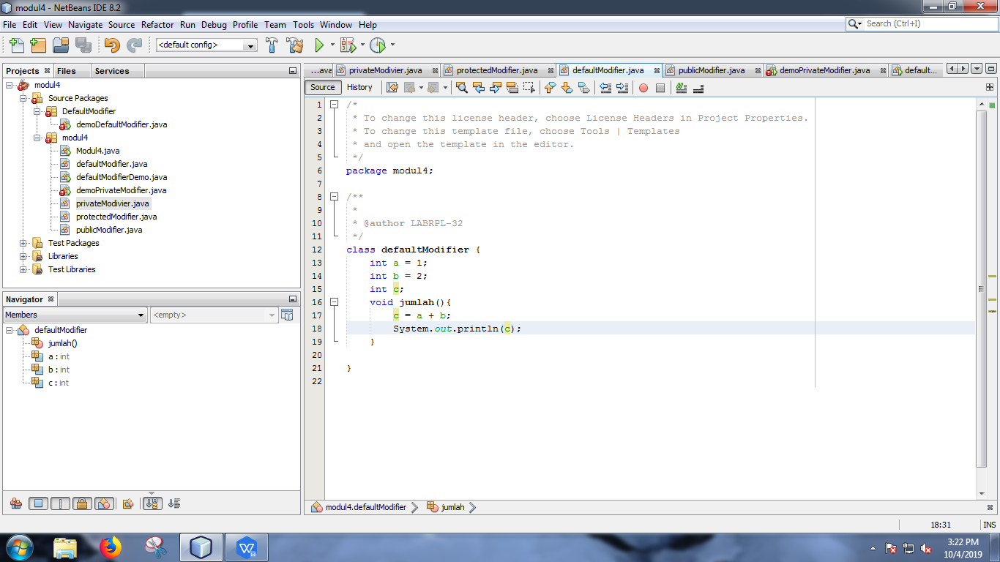 modul4 - NetBeans IDE 8.2
File Edit View Navigate Source Refactor Run Debug Profile Team Tools Window Help
Search (Ctrl+I)
<default config>
Projects Files Services
modul4
Source Packages
DefaultModifier
demoDefaultModifier.java
modul4
Modul4.java
defaultModifier.java
defaultModifierDemo.java
demoPrivateModifier.java
privateModivier.java
protectedModifier.java
publicModifier.java
Test Packages
Libraries
Test Libraries
Navigator
Members
<empty>
defaultModifier
jumlah()
a : int
b : int
c : int
...ava privateModivier.java protectedModifier.java defaultModifier.java publicModifier.java demoPrivateModifier.java default...
Source History
1 /*
2 * To change this license header, choose License Headers in Project Properties.
3 * To change this template file, choose Tools | Templates
4 * and open the template in the editor.
5 */
6 package modul4;
7
8 /**
9 *
10 * @author LABRPL-32
11 */
12 class defaultModifier {
13 int a = 1;
14 int b = 2;
15 int c;
16 void jumlah(){
17 c = a + b;
18 System.out.println(c);
19 }
20
21 }
22
modul4.defaultModifier jumlah
18:31 INS
3:22 PM
10/4/2019